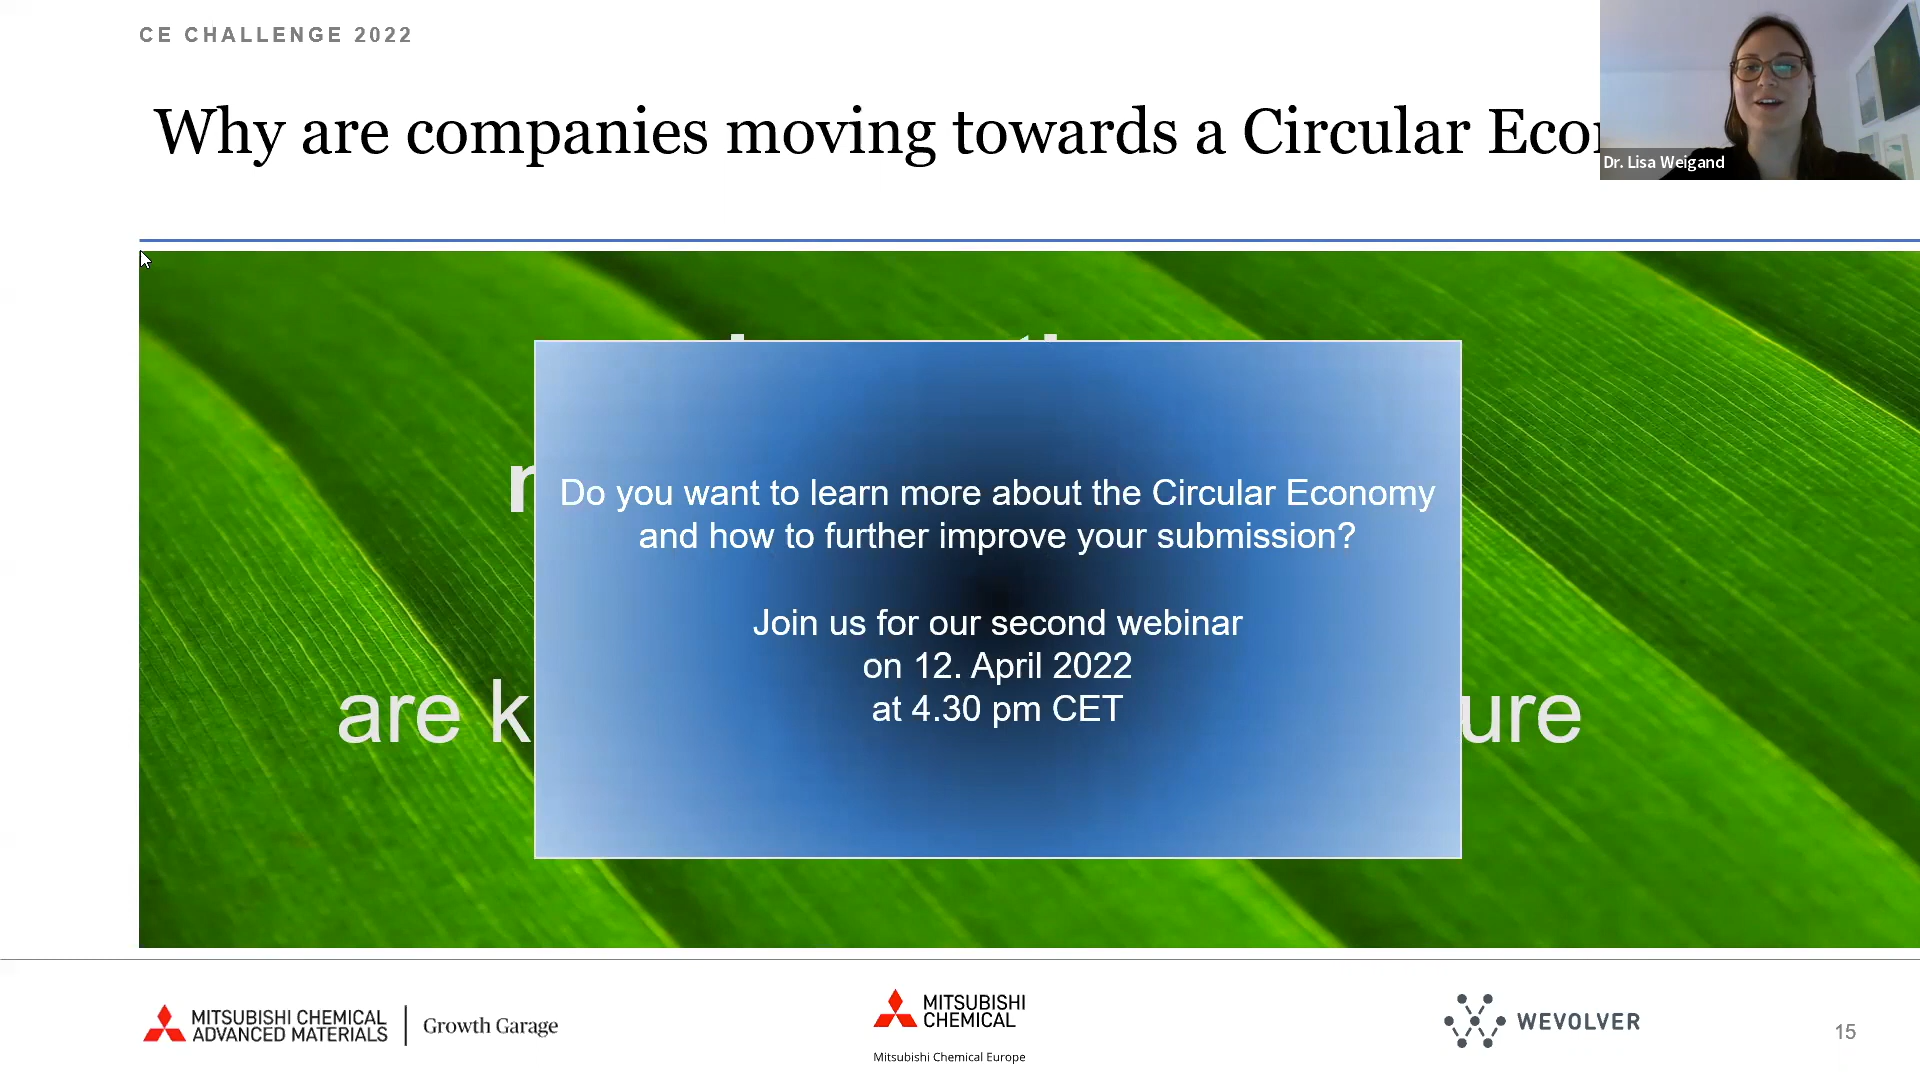 CE CHALLENGE 2022
Why are companies moving towards a Circular
Dr. Lisa Weigand
Do you want to learn more about the Circular Economy
and how to further improve your submission?
Join us for our second webinar
on 12. April 2022
at 4.30 pm CET
are
MITSUBISHI CHEMICAL
ADVANCED MATERIALS
Growth Garage
MITSUBISHI
CHEMICAL
Mitsubishi Chemical Europe
WEVOLVER
15